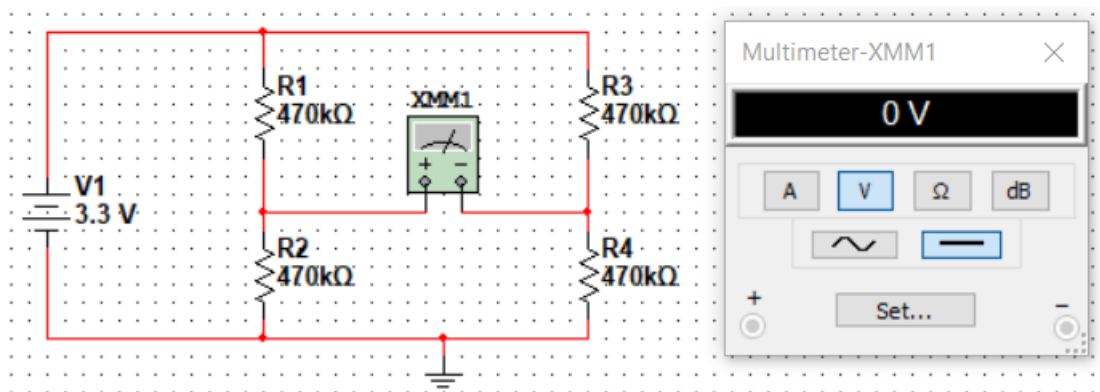 R1
470kΩ
XMM1
R3
470kΩ
V1
3.3 V
R2
470kΩ
R4
470kΩ
Multimeter-XMM1
0 V
A
V
Ω
dB
+
Set...
−